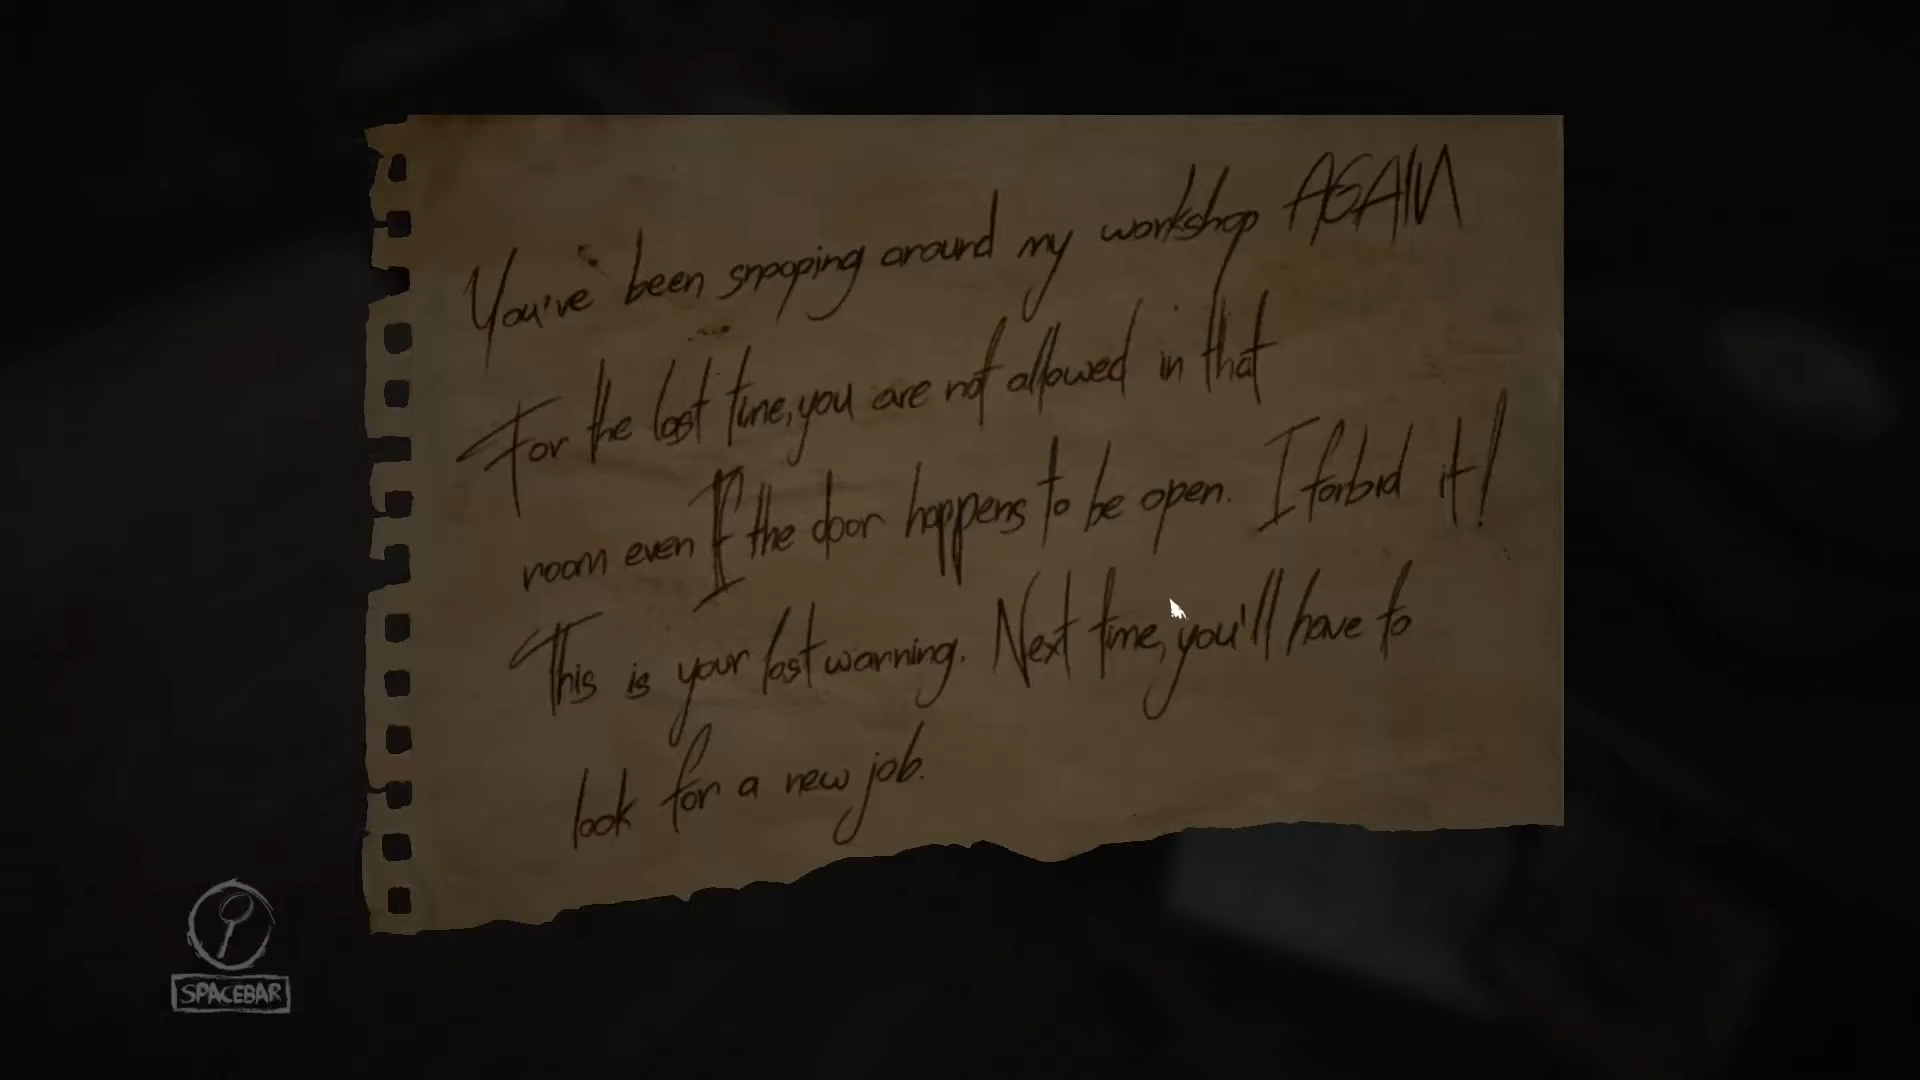 You've been snooping around my workshop AGAIN
For the last time, you are not allowed in that
room even If the door happens to be open. I forbid it!
This is your last warning. Next time, you'll have to
look for a new job.
SPACEBAR